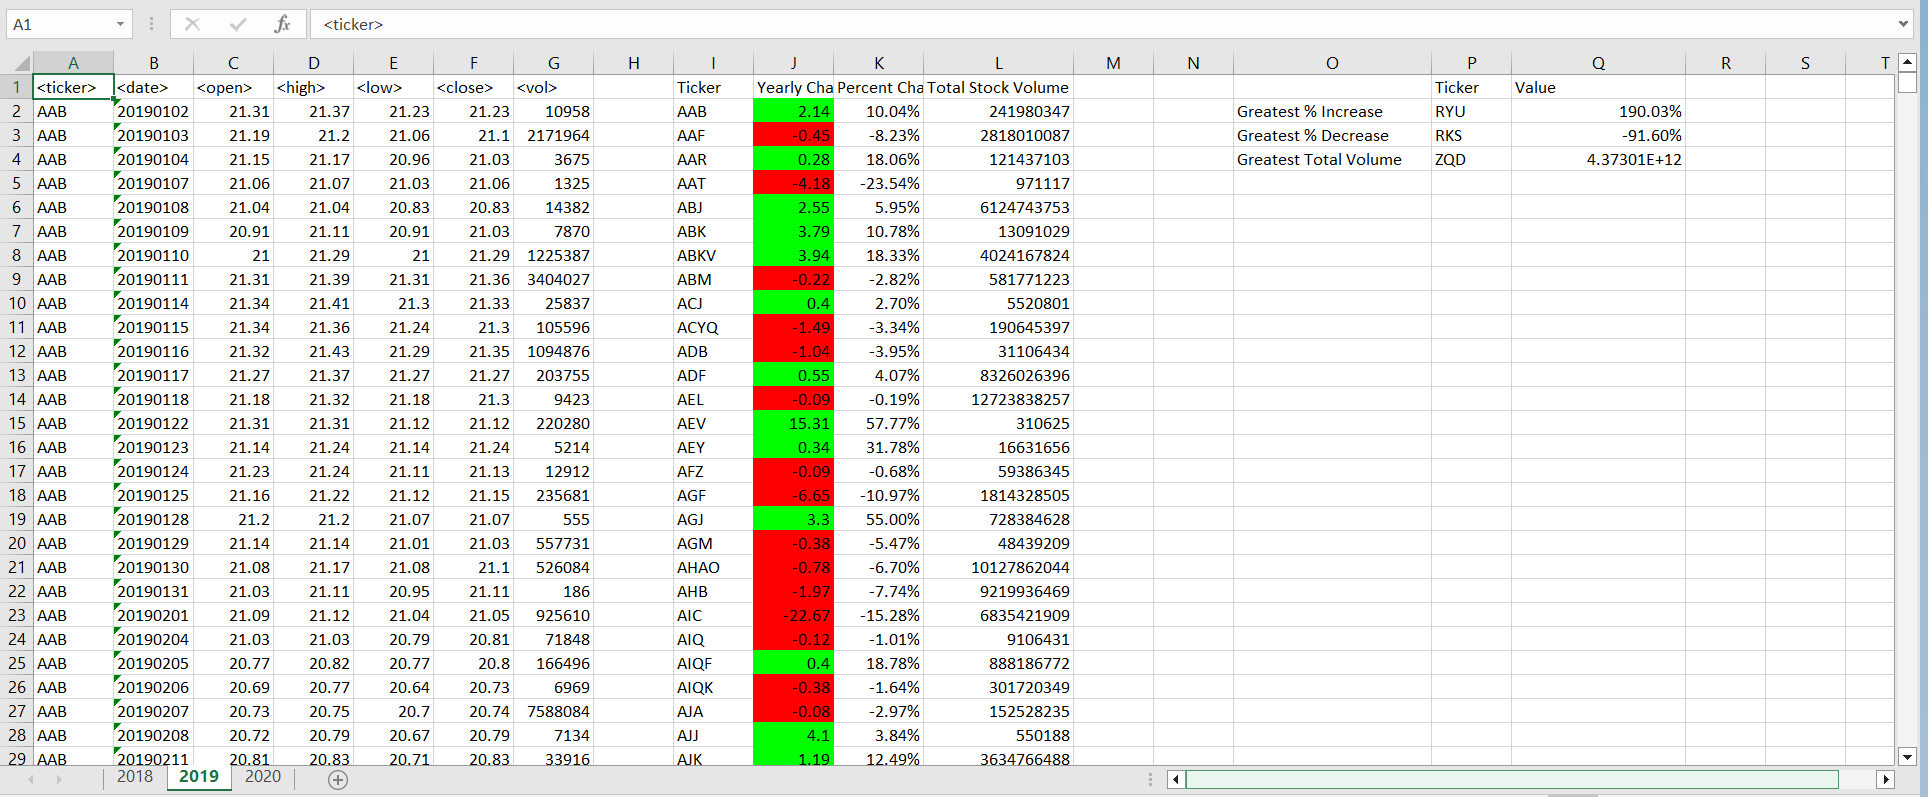 A1 fx <ticker>
A B C D E F G H I J K L M N O P Q R S T
1 <ticker> <date> <open> <high> <low> <close> <vol> Ticker Yearly Cha Percent Cha Total Stock Volume Ticker Value
2 AAB 20190102 21.31 21.37 21.23 21.23 10958 AAB 2.14 10.04% 241980347 Greatest % Increase RYU 190.03%
3 AAB 20190103 21.19 21.2 21.06 21.1 2171964 AAF -0.45 -8.23% 2818010087 Greatest % Decrease RKS -91.60%
4 AAB 20190104 21.15 21.17 20.96 21.03 3675 AAR 0.28 18.06% 121437103 Greatest Total Volume ZQD 4.37301E+12
5 AAB 20190107 21.06 21.07 21.03 21.06 1325 AAT -4.18 -23.54% 971117
6 AAB 20190108 21.04 21.04 20.83 20.83 14382 ABJ 2.55 5.95% 6124743753
7 AAB 20190109 20.91 21.11 20.91 21.03 7870 ABK 3.79 10.78% 13091029
8 AAB 20190110 21 21.29 21 21.29 1225387 ABKV 3.94 18.33% 4024167824
9 AAB 20190111 21.31 21.39 21.31 21.36 3404027 ABM -0.22 -2.82% 581771223
10 AAB 20190114 21.34 21.41 21.3 21.33 25837 ACJ 0.4 2.70% 5520801
11 AAB 20190115 21.34 21.36 21.24 21.3 105596 ACYQ -1.49 -3.34% 190645397
12 AAB 20190116 21.32 21.43 21.29 21.35 1094876 ADB -1.04 -3.95% 31106434
13 AAB 20190117 21.27 21.37 21.27 21.27 203755 ADF 0.55 4.07% 8326026396
14 AAB 20190118 21.18 21.32 21.18 21.3 9423 AEL -0.09 -0.19% 12723838257
15 AAB 20190122 21.31 21.31 21.12 21.12 220280 AEV 15.31 57.77% 310625
16 AAB 20190123 21.14 21.24 21.14 21.24 5214 AEY 0.34 31.78% 16631656
17 AAB 20190124 21.23 21.24 21.11 21.13 12912 AFZ -0.09 -0.68% 59386345
18 AAB 20190125 21.16 21.22 21.12 21.15 235681 AGF -6.65 -10.97% 1814328505
19 AAB 20190128 21.2 21.2 21.07 21.07 555 AGJ 3.3 55.00% 728384628
20 AAB 20190129 21.14 21.14 21.01 21.03 557731 AGM -0.38 -5.47% 48439209
21 AAB 20190130 21.08 21.17 21.08 21.1 526084 AHAO -0.78 -6.70% 10127862044
22 AAB 20190131 21.03 21.11 20.95 21.11 186 AHB -1.97 -7.74% 9219936469
23 AAB 20190201 21.09 21.12 21.04 21.05 925610 AIC -22.67 -15.28% 6835421909
24 AAB 20190204 21.03 21.03 20.79 20.81 71848 AIQ -0.12 -1.01% 9106431
25 AAB 20190205 20.77 20.82 20.77 20.8 166496 AIQF 0.4 18.78% 888186772
26 AAB 20190206 20.69 20.77 20.64 20.73 6969 AIQK -0.38 -1.64% 301720349
27 AAB 20190207 20.73 20.75 20.7 20.74 7588084 AJA -0.08 -2.97% 152528235
28 AAB 20190208 20.72 20.79 20.67 20.79 7134 AJJ 4.1 3.84% 550188
29 AAB 20190211 20.81 20.83 20.71 20.83 33916 AJK 1.19 12.49% 3634766488
2018 2019 2020